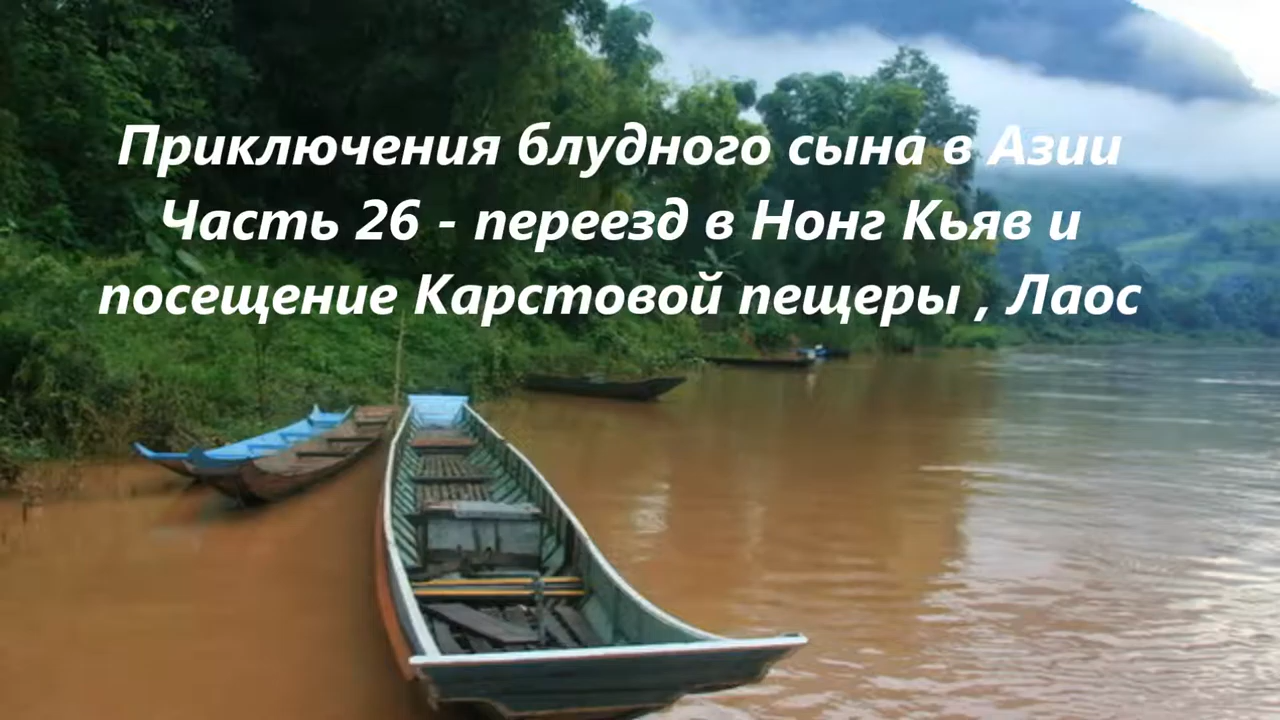 Приключения блудного сына в Азии
Часть 26 - переезд в Нонг Кьяв и
посещение Карстовой пещеры , Лаос